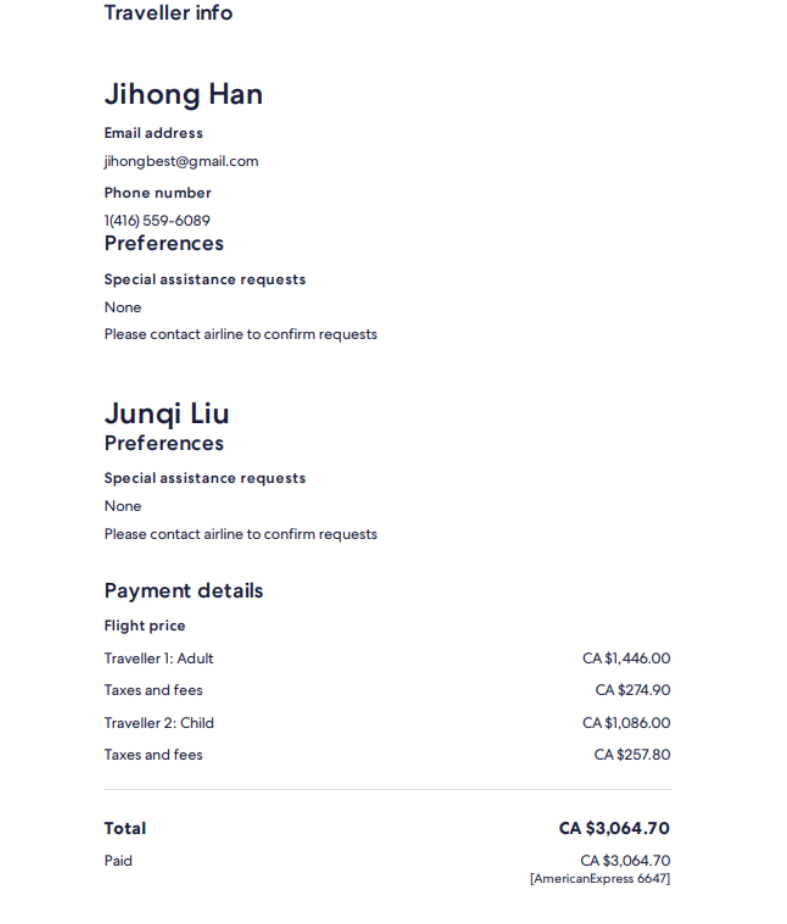 Traveller info
Jihong Han
Email address
jihongbest@gmail.com
Phone number
1(416) 559-6089
Preferences
Special assistance requests
None
Please contact airline to confirm requests
Junqi Liu
Preferences
Special assistance requests
None
Please contact airline to confirm requests
Payment details
Flight price
Traveller 1: Adult CA $1,446.00
Taxes and fees CA $274.90
Traveller 2: Child CA $1,086.00
Taxes and fees CA $257.80
Total CA $3,064.70
Paid CA $3,064.70
[AmericanExpress 6647]